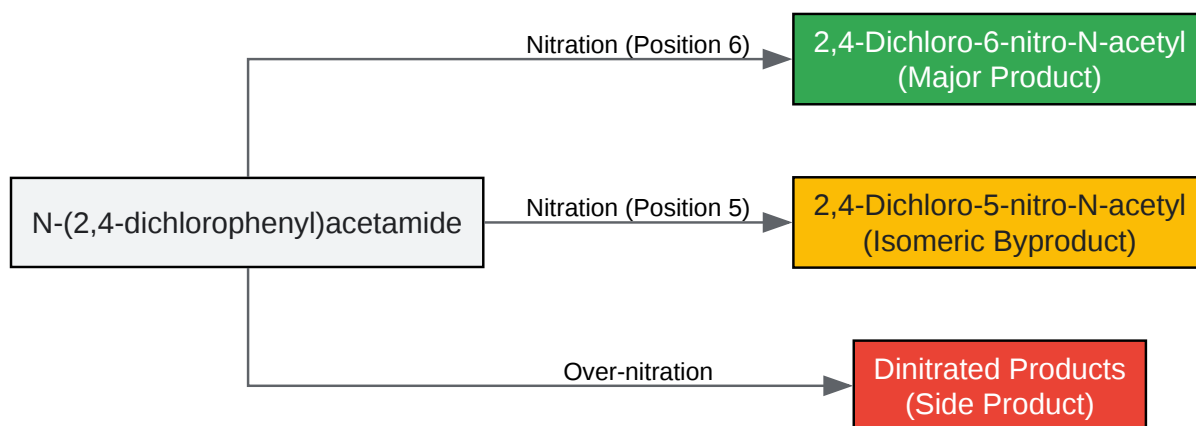 Nitration (Position 6)
2,4-Dichloro-6-nitro-N-acetyl
(Major Product)
N-(2,4-dichlorophenyl)acetamide
Nitration (Position 5)
2,4-Dichloro-5-nitro-N-acetyl
(Isomeric Byproduct)
Over-nitration
Dinitrated Products
(Side Product)